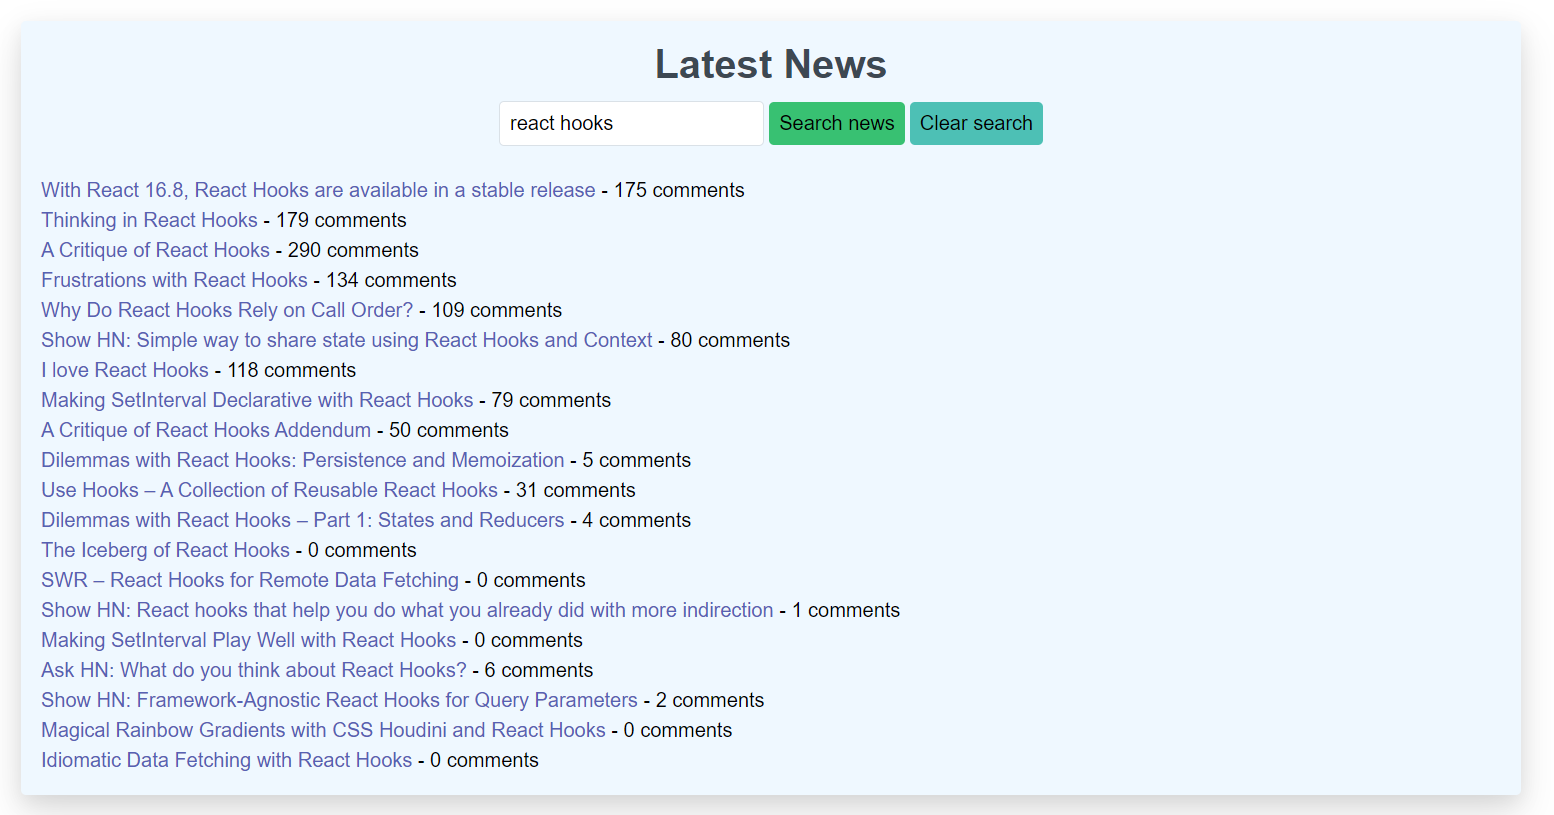 Latest News
react hooks Search news Clear search
With React 16.8, React Hooks are available in a stable release - 175 comments
Thinking in React Hooks - 179 comments
A Critique of React Hooks - 290 comments
Frustrations with React Hooks - 134 comments
Why Do React Hooks Rely on Call Order? - 109 comments
Show HN: Simple way to share state using React Hooks and Context - 80 comments
I love React Hooks - 118 comments
Making SetInterval Declarative with React Hooks - 79 comments
A Critique of React Hooks Addendum - 50 comments
Dilemmas with React Hooks: Persistence and Memoization - 5 comments
Use Hooks – A Collection of Reusable React Hooks - 31 comments
Dilemmas with React Hooks – Part 1: States and Reducers - 4 comments
The Iceberg of React Hooks - 0 comments
SWR – React Hooks for Remote Data Fetching - 0 comments
Show HN: React hooks that help you do what you already did with more indirection - 1 comments
Making SetInterval Play Well with React Hooks - 0 comments
Ask HN: What do you think about React Hooks? - 6 comments
Show HN: Framework-Agnostic React Hooks for Query Parameters - 2 comments
Magical Rainbow Gradients with CSS Houdini and React Hooks - 0 comments
Idiomatic Data Fetching with React Hooks - 0 comments